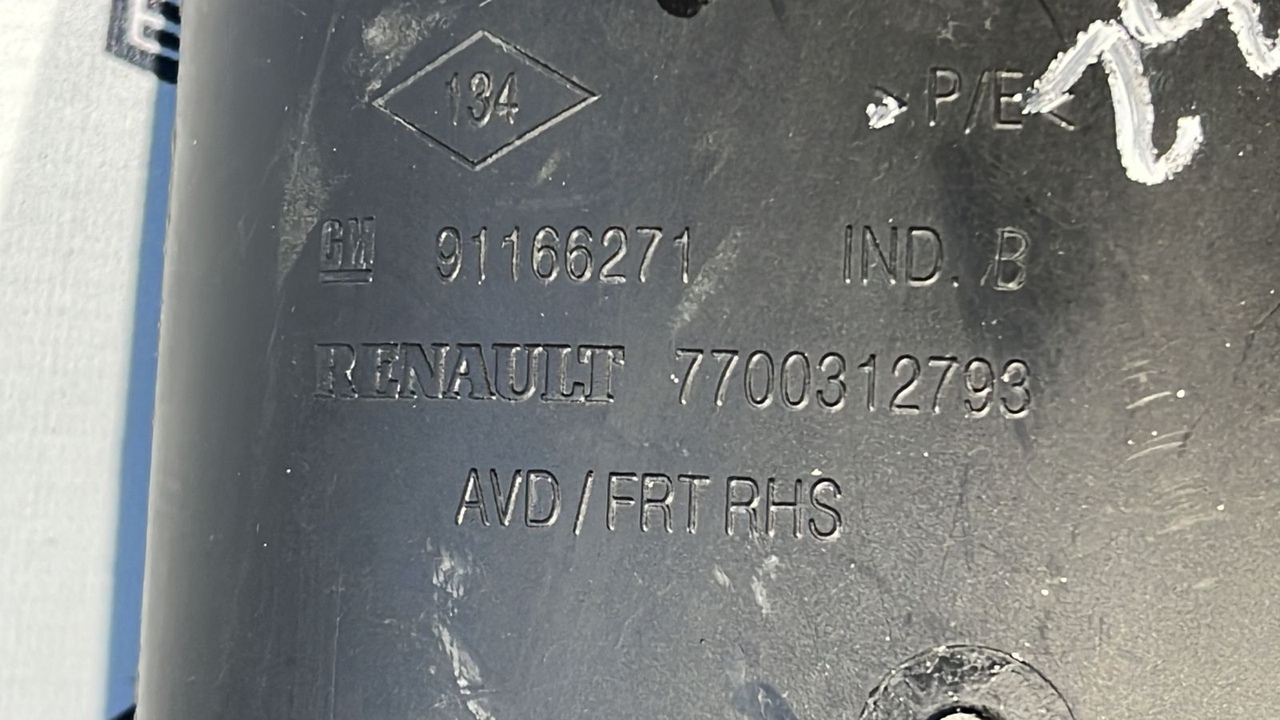 134
>P/E<
GM 91166271 IND. B
RENAULT 7700312793
AVD/FRT RHS